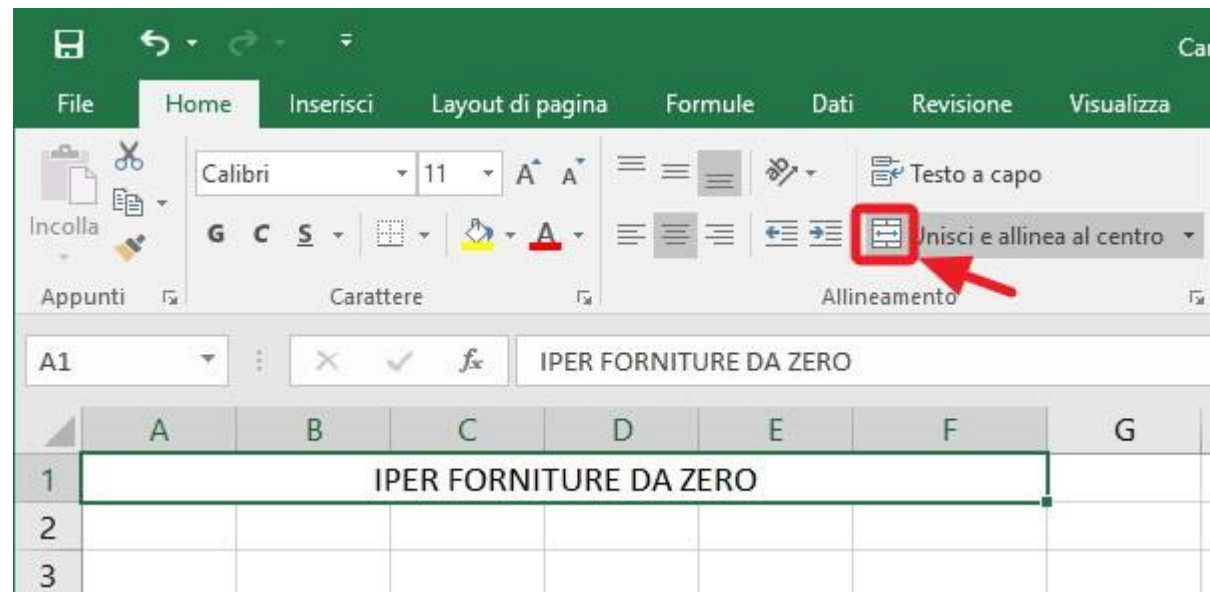 Car
File Home Inserisci Layout di pagina Formule Dati Revisione Visualizza
Calibri 11 A A Testo a capo
Incolla G C S A Unisci e allinea al centro
Appunti Carattere Allineamento
A1 fx IPER FORNITURE DA ZERO
A B C D E F G
1 IPER FORNITURE DA ZERO
2
3